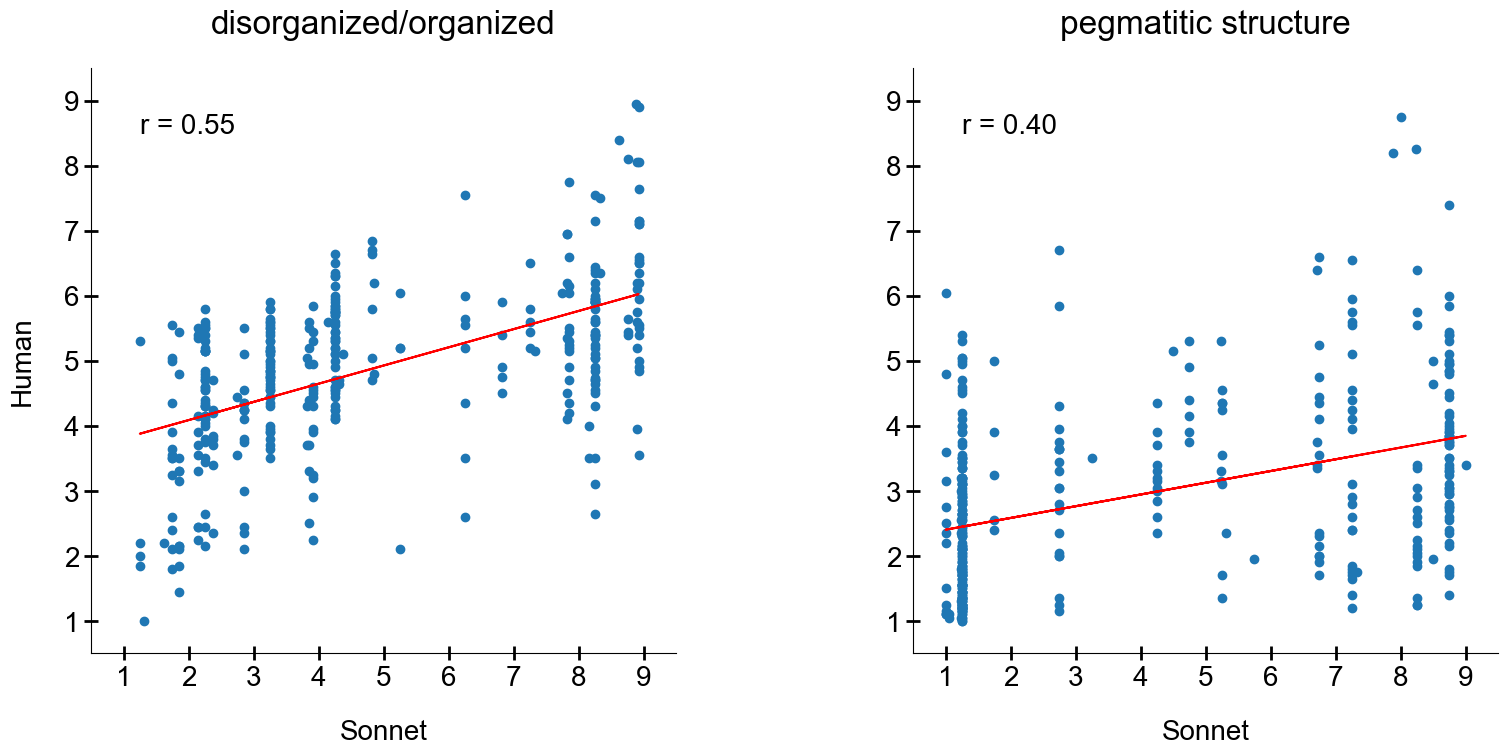 disorganized/organized
r = 0.55
9
8
7
6
5
4
3
2
1
Human
1 2 3 4 5 6 7 8 9
Sonnet
pegmatitic structure
r = 0.40
9
8
7
6
5
4
3
2
1
1 2 3 4 5 6 7 8 9
Sonnet